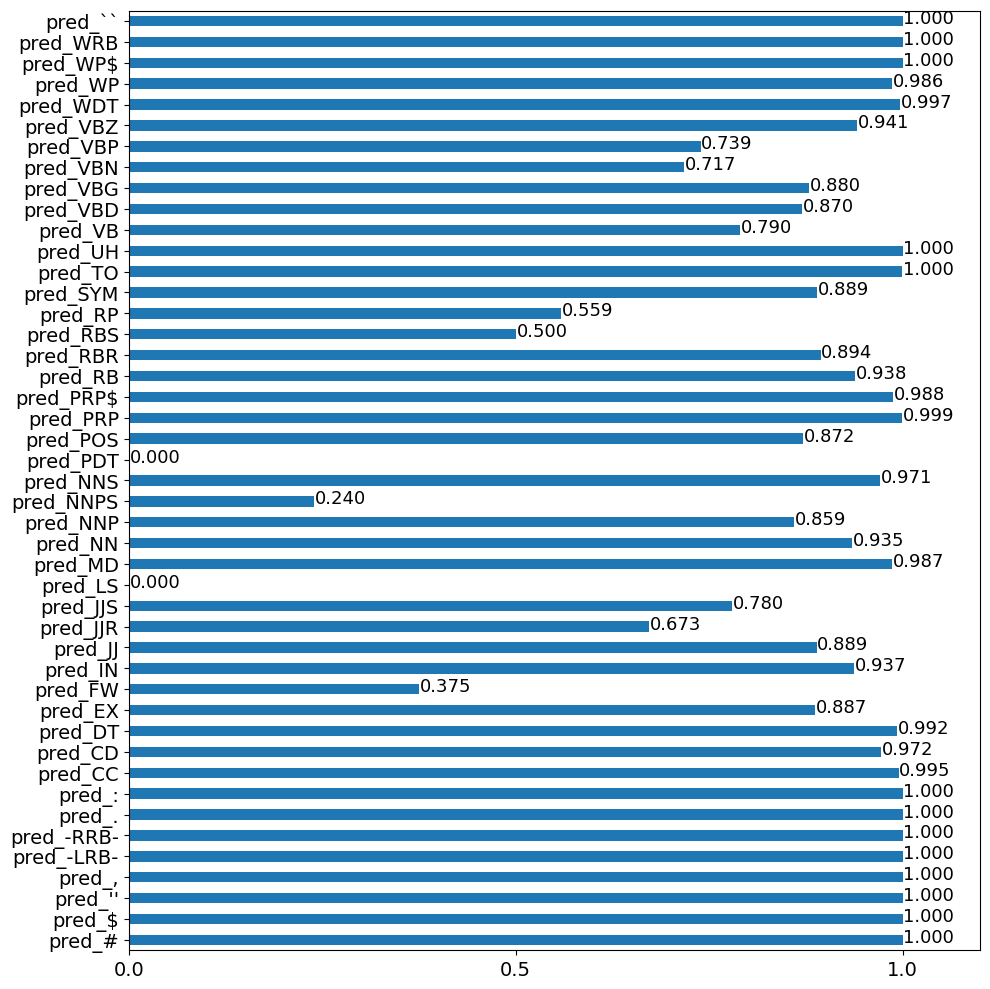 pred_`` 1.000
pred_WRB 1.000
pred_WP$ 1.000
pred_WP 0.986
pred_WDT 0.997
pred_VBZ 0.941
pred_VBP 0.739
pred_VBN 0.717
pred_VBG 0.880
pred_VBD 0.870
pred_VB 0.790
pred_UH 1.000
pred_TO 1.000
pred_SYM 0.889
pred_RP 0.559
pred_RBS 0.500
pred_RBR 0.894
pred_RB 0.938
pred_PRP$ 0.988
pred_PRP 0.999
pred_POS 0.872
pred_PDT 0.000
pred_NNS 0.971
pred_NNPS 0.240
pred_NNP 0.859
pred_NN 0.935
pred_MD 0.987
pred_LS 0.000
pred_JJS 0.780
pred_JJR 0.673
pred_JJ 0.889
pred_IN 0.937
pred_FW 0.375
pred_EX 0.887
pred_DT 0.992
pred_CD 0.972
pred_CC 0.995
pred_: 1.000
pred_. 1.000
pred_-RRB- 1.000
pred_-LRB- 1.000
pred_, 1.000
pred_'' 1.000
pred_$ 1.000
pred_# 1.000
0.0 0.5 1.0